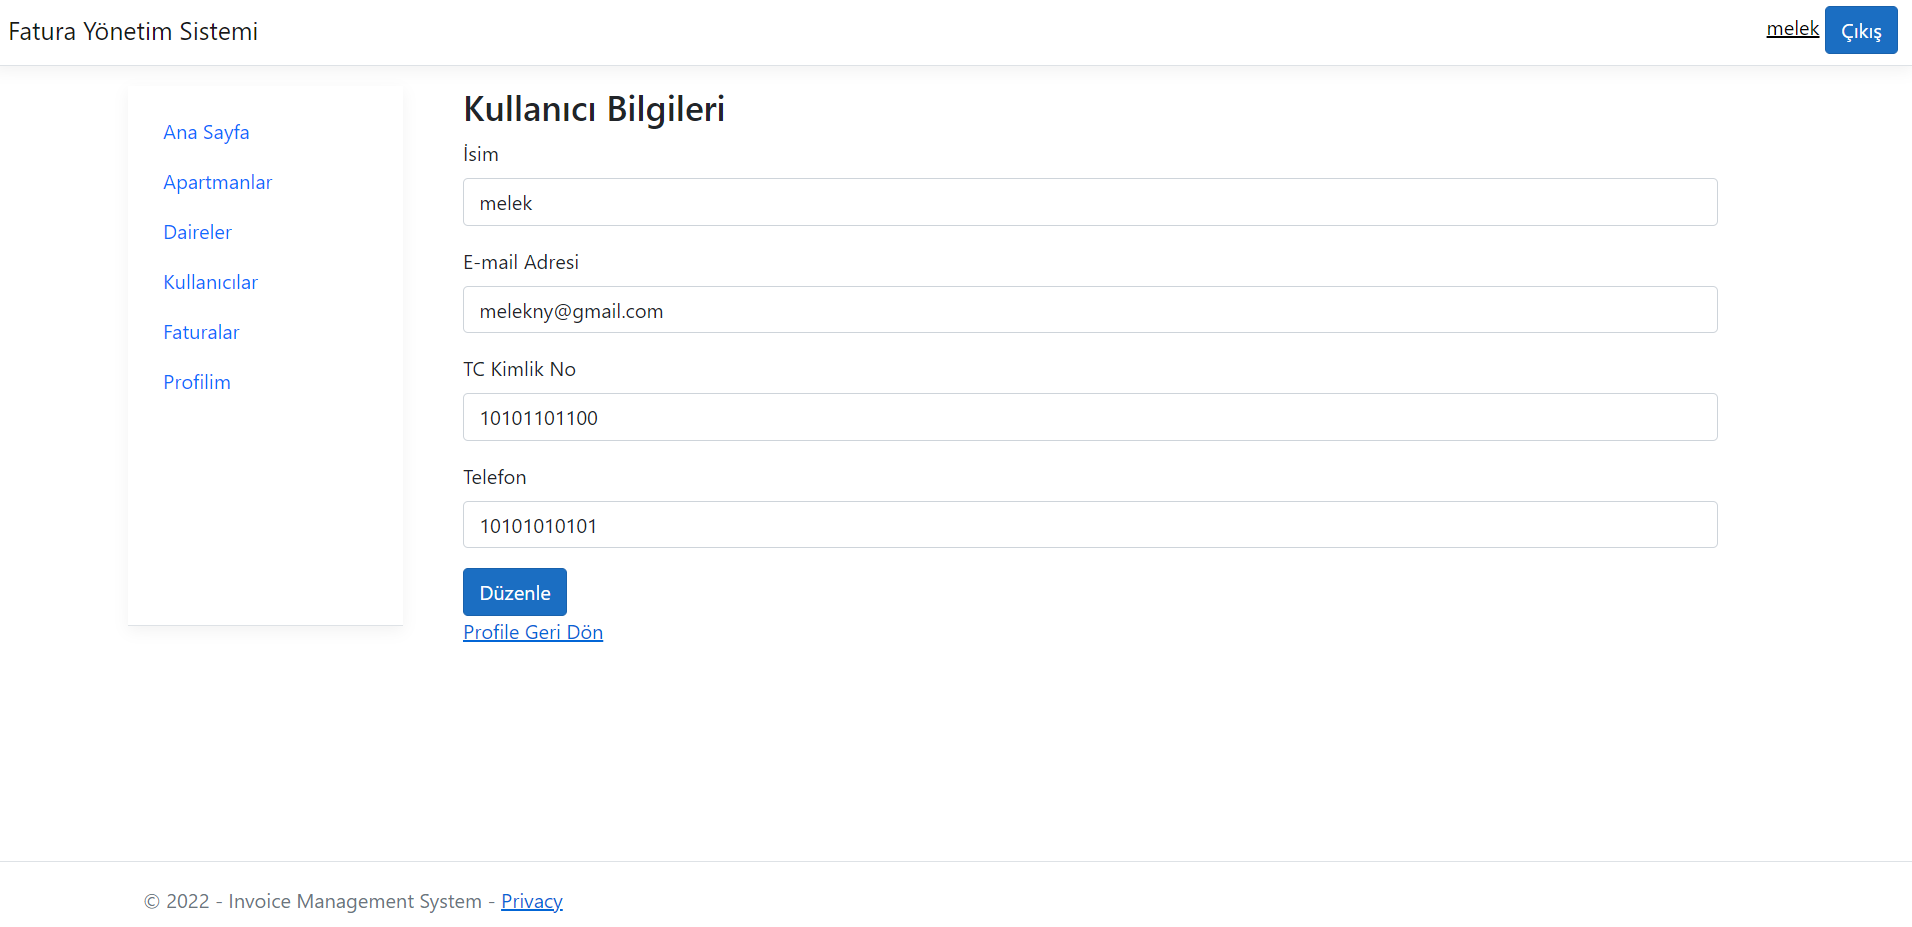 Fatura Yönetim Sistemi
melek Çıkış
Ana Sayfa
Apartmanlar
Daireler
Kullanıcılar
Faturalar
Profilim
Kullanıcı Bilgileri
İsim
melek
E-mail Adresi
melekny@gmail.com
TC Kimlik No
10101101100
Telefon
10101010101
Düzenle
Profile Geri Dön
© 2022 - Invoice Management System - Privacy